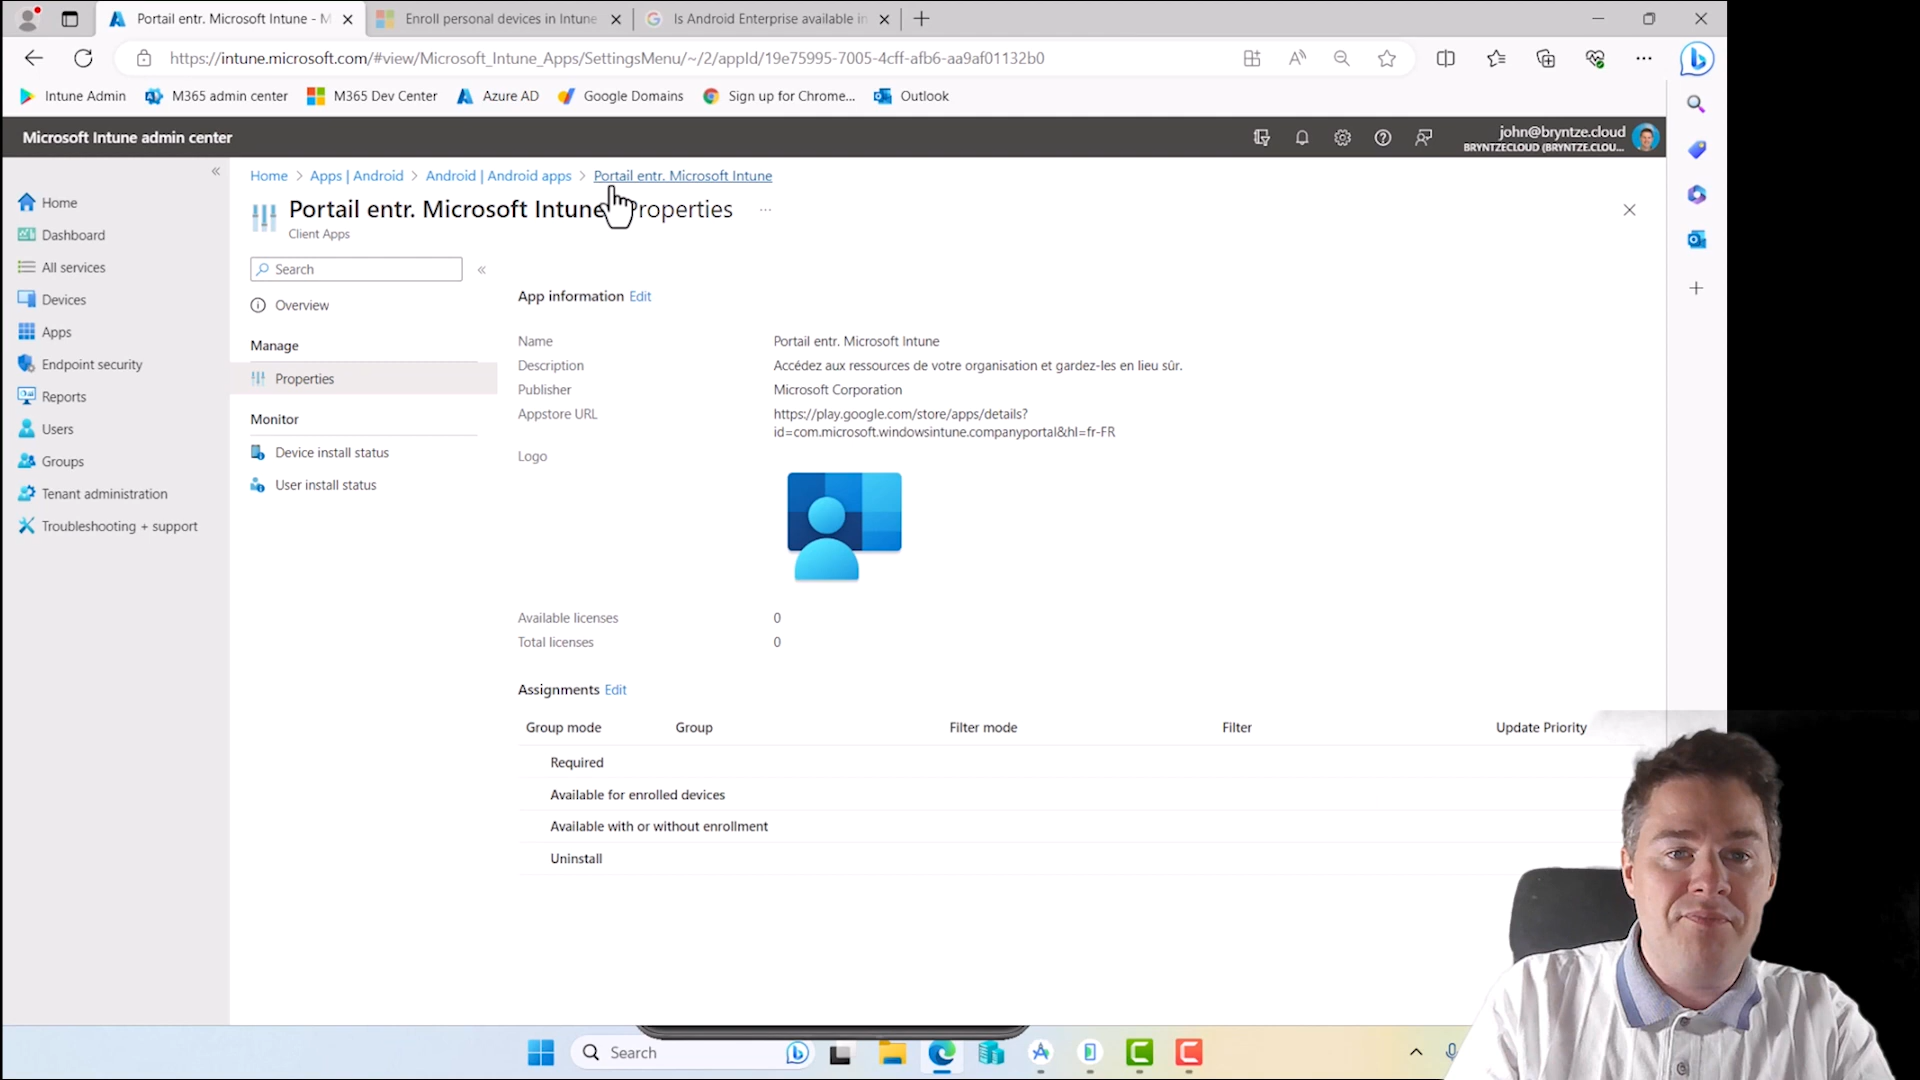 Portail entr. Microsoft Intune - M
Enroll personal devices in Intune
Is Android Enterprise available in
https://intune.microsoft.com/#view/Microsoft_Intune_Apps/SettingsMenu/~/2/appId/19e75995-7005-4cff-afb6-aa9af01132b0
Intune Admin
M365 admin center
M365 Dev Center
Azure AD
Google Domains
Sign up for Chrome...
Outlook
Microsoft Intune admin center
john@bryntze.cloud
BRYNTZECLOUD (BRYNTZE.CLOU...
Home
Dashboard
All services
Devices
Apps
Endpoint security
Reports
Users
Groups
Tenant administration
Troubleshooting + support
Home > Apps | Android > Android | Android apps > Portail entr. Microsoft Intune
Portail entr. Microsoft Intune Properties ...
Client Apps
Search
Overview
Manage
Properties
Monitor
Device install status
User install status
App information Edit
Name Portail entr. Microsoft Intune
Description Accédez aux ressources de votre organisation et gardez-les en lieu sûr.
Publisher Microsoft Corporation
Appstore URL https://play.google.com/store/apps/details?
id=com.microsoft.windowsintune.companyportal&hl=fr-FR
Logo
Available licenses 0
Total licenses 0
Assignments Edit
Group mode Group Filter mode Filter Update Priority
Required
Available for enrolled devices
Available with or without enrollment
Uninstall
Search